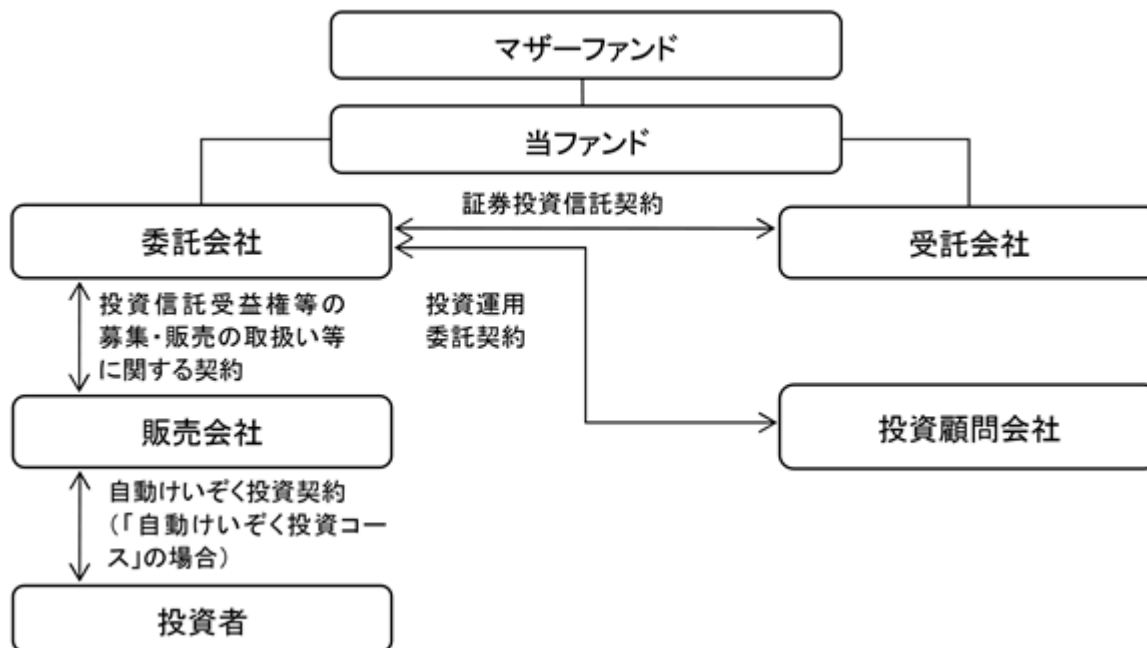 マザーファンド
当ファンド
証券投資信託契約
委託会社
受託会社
投資信託受益権等の
募集・販売の取扱い等
に関する契約
投資運用
委託契約
販売会社
投資顧問会社
自動けいぞく投資契約
(「自動けいぞく投資コー
ス」の場合)
投資者